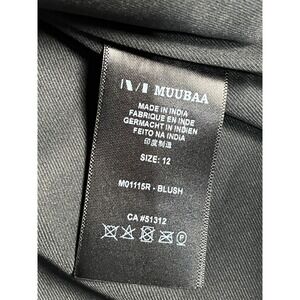 MUUBAA
MADE IN INDIA
FABRIQUE EN INDE
GERMACHT IN INDIEN
FEITO NA INDIA
印度制造
SIZE: 12
M01115R - BLUSH
CA #51312